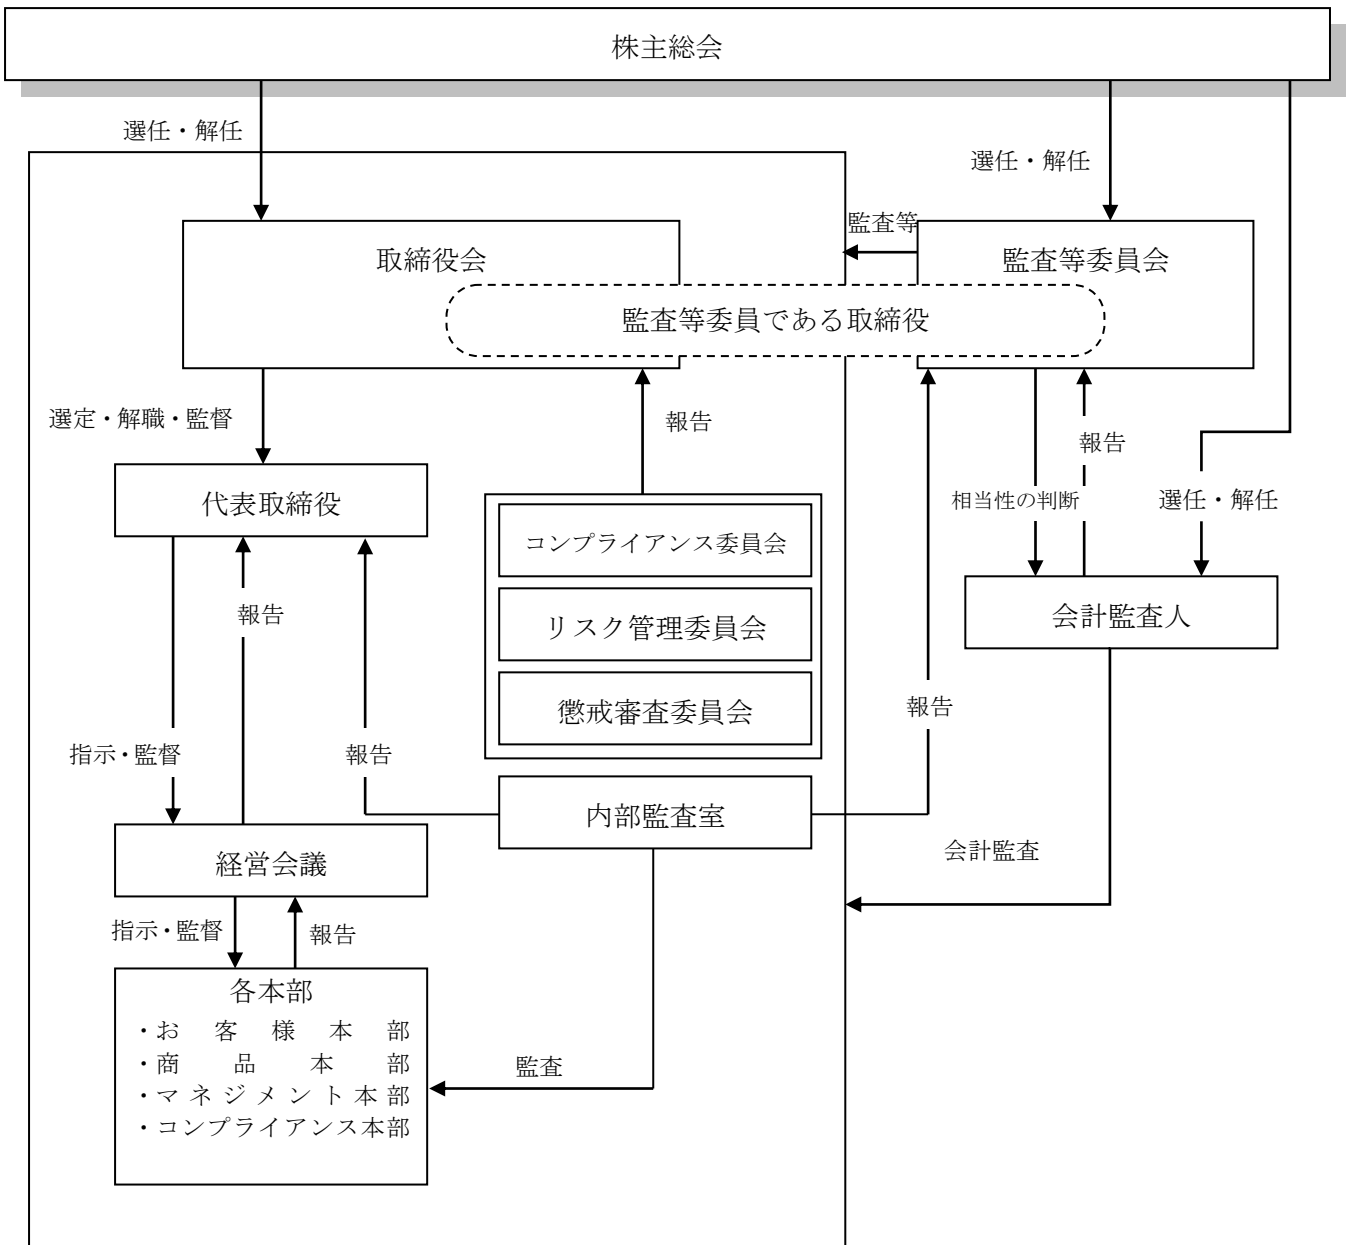 株主総会
選任・解任
選任・解任
監査等
取締役会
監査等委員会
監査等委員である取締役
選定・解職・監督
報告
報告
代表取締役
相当性の判断
選任・解任
コンプライアンス委員会
報告
リスク管理委員会
会計監査人
懲戒審査委員会
報告
指示・監督
報告
内部監査室
会計監査
経営会議
指示・監督
報告
各本部
・お客様本部
・商品本部
・マネジメント本部
・コンプライアンス本部
監査